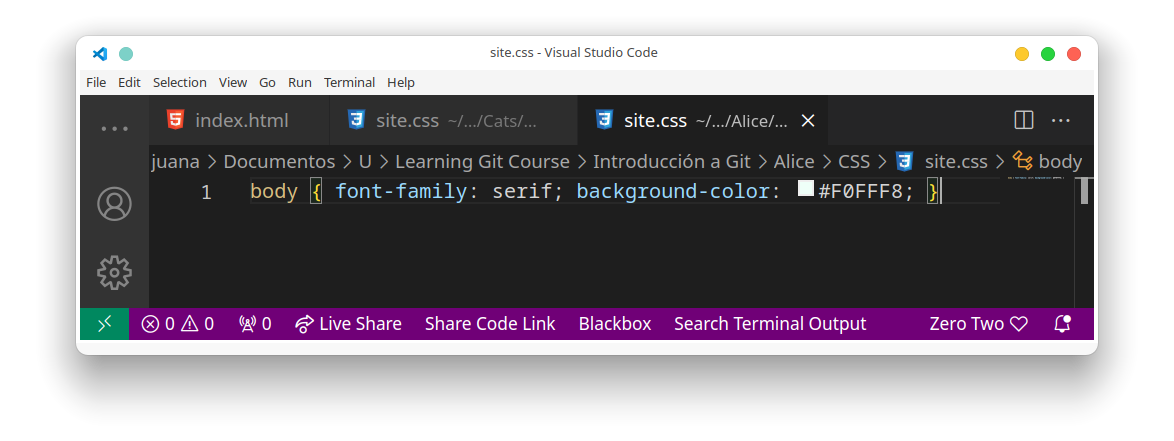 site.css - Visual Studio Code
File Edit Selection View Go Run Terminal Help
index.html site.css ~/.../Cats/... site.css ~/.../Alice/...
juana > Documentos > U > Learning Git Course > Introducción a Git > Alice > CSS > site.css > body
1 body { font-family: serif; background-color: #F0FFF8; }
0 0 0 Live Share Share Code Link Blackbox Search Terminal Output Zero Two